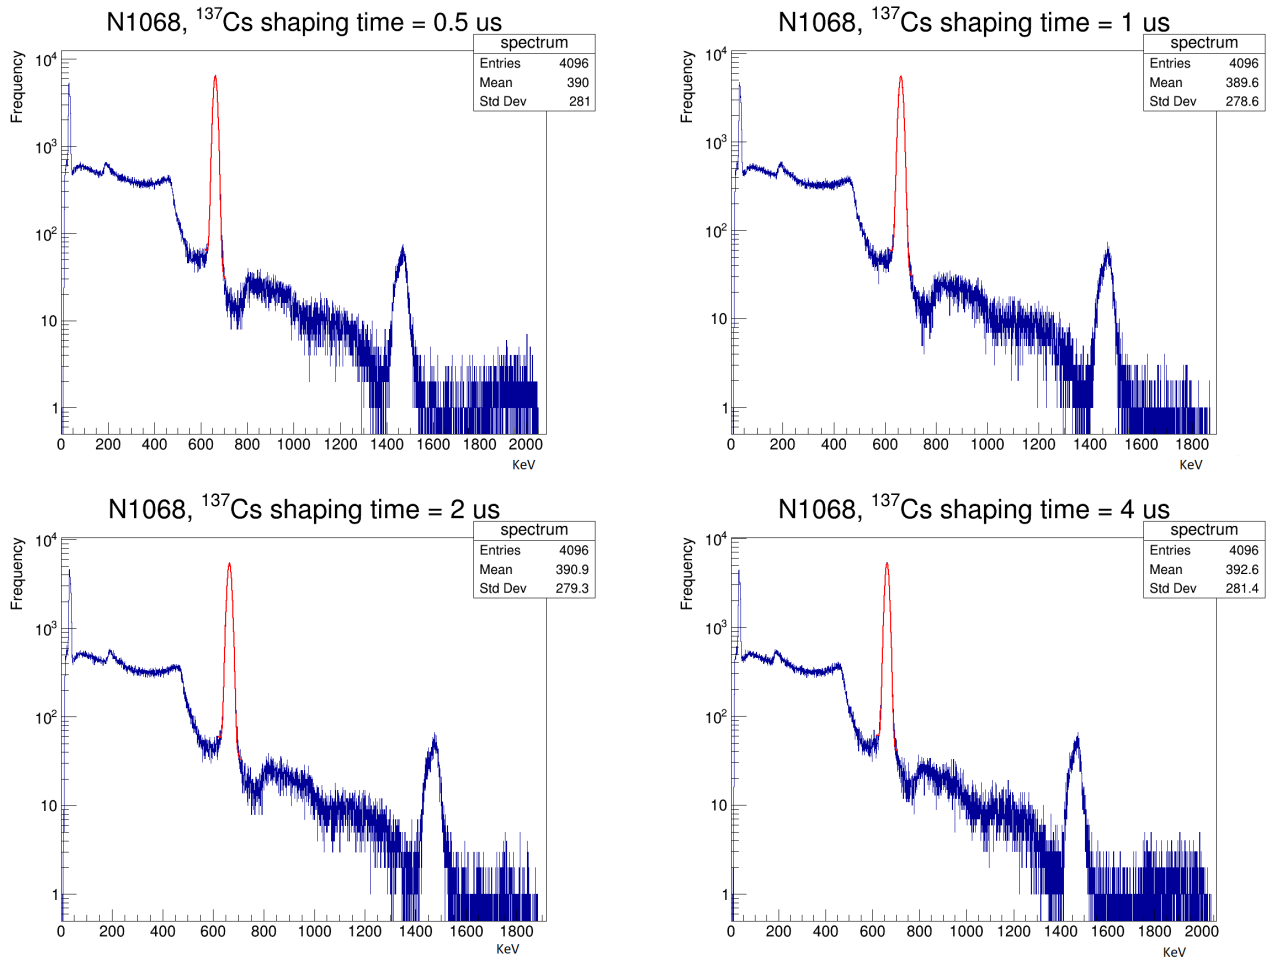 N1068, ¹³⁷Cs shaping time = 0.5 us
spectrum
Entries 4096
Mean 390
Std Dev 281
Frequency
10⁴
10³
10²
10
1
0 200 400 600 800 1000 1200 1400 1600 1800 2000
KeV
N1068, ¹³⁷Cs shaping time = 1 us
spectrum
Entries 4096
Mean 389.6
Std Dev 278.6
Frequency
10⁴
10³
10²
10
1
0 200 400 600 800 1000 1200 1400 1600 1800
KeV
N1068, ¹³⁷Cs shaping time = 2 us
spectrum
Entries 4096
Mean 390.9
Std Dev 279.3
Frequency
10⁴
10³
10²
10
1
0 200 400 600 800 1000 1200 1400 1600 1800
KeV
N1068, ¹³⁷Cs shaping time = 4 us
spectrum
Entries 4096
Mean 392.6
Std Dev 281.4
Frequency
10⁴
10³
10²
10
1
0 200 400 600 800 1000 1200 1400 1600 1800 2000
KeV